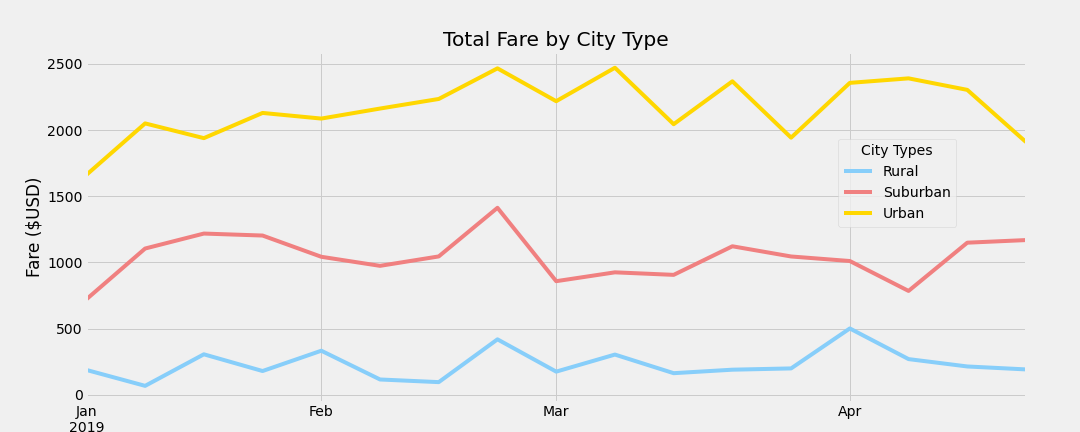 Total Fare by City Type
Fare ($USD)
2500
2000
1500
1000
500
0
City Types
Rural
Suburban
Urban
Jan Feb Mar Apr
2019